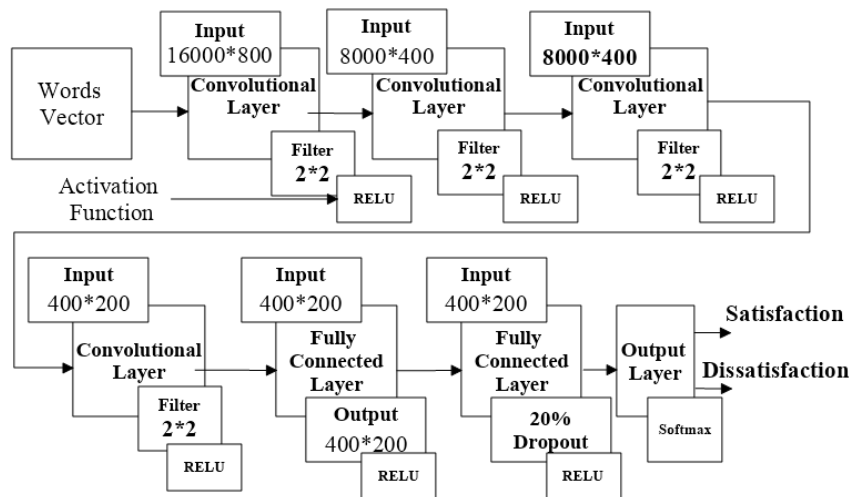 Words
Vector
Input
16000*800
Convolutional
Layer
Filter
2*2
RELU
Activation
Function
Input
8000*400
Convolutional
Layer
Filter
2*2
RELU
Input
8000*400
Convolutional
Layer
Filter
2*2
RELU
Input
400*200
Convolutional
Layer
Filter
2*2
RELU
Input
400*200
Fully
Connected
Layer
Output
400*200
RELU
Input
400*200
Fully
Connected
Layer
20%
Dropout
RELU
Output
Layer
Softmax
Satisfaction
Dissatisfaction